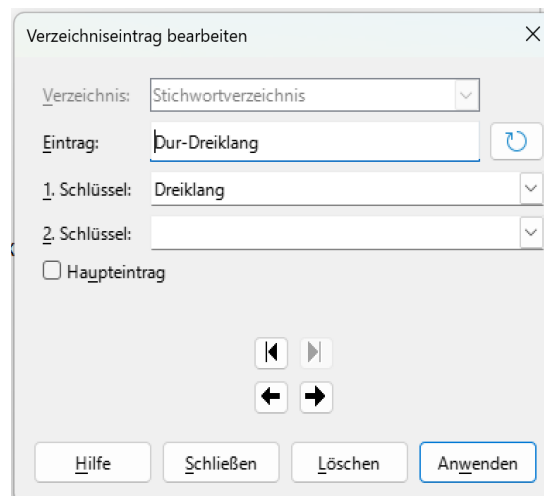 Verzeichniseintrag bearbeiten
Verzeichnis: Stichwortverzeichnis
Eintrag: Dur-Dreiklang
1. Schlüssel: Dreiklang
2. Schlüssel:
Haupteintrag
Hilfe Schließen Löschen Anwenden